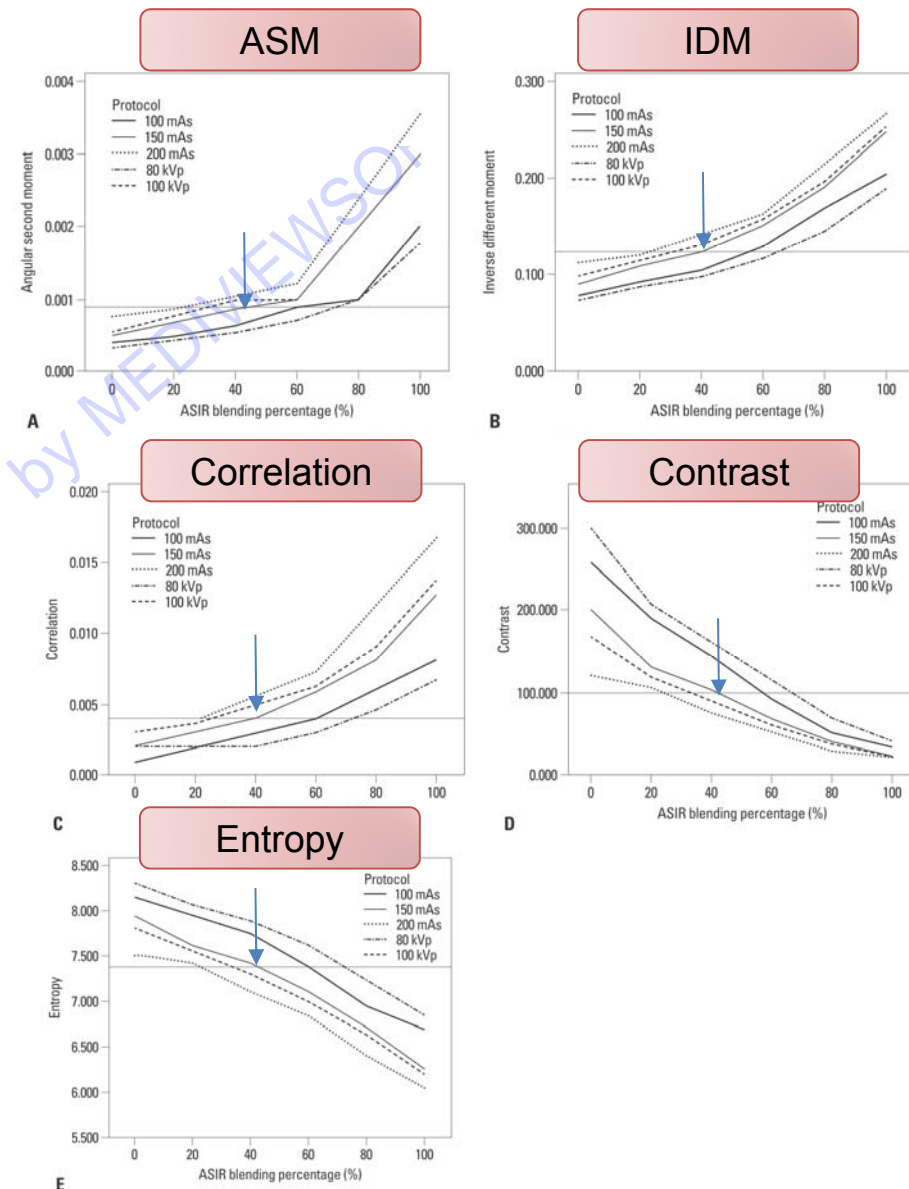 ASM
0.004
0.003
0.002
0.001
0.000
Angular second moment
Protocol
100 mAs
150 mAs
200 mAs
80 kVp
100 kVp
0 20 40 60 80 100
ASIR blending percentage (%)
A
IDM
0.300
0.200
0.100
0.000
Inverse different moment
Protocol
100 mAs
150 mAs
200 mAs
80 kVp
100 kVp
0 20 40 60 80 100
ASIR blending percentage (%)
B
by MEDIVIEWSO
Correlation
0.020
0.015
0.010
0.005
0.000
Correlation
Protocol
100 mAs
150 mAs
200 mAs
80 kVp
100 kVp
0 20 40 60 80 100
C
Contrast
300.000
200.000
100.000
0.000
Contrast
Protocol
100 mAs
150 mAs
200 mAs
80 kVp
100 kVp
0 20 40 60 80 100
ASIR blending percentage (%)
D
Entropy
8.500
8.000
7.500
7.000
6.500
6.000
5.500
Entropy
Protocol
100 mAs
150 mAs
200 mAs
80 kVp
100 kVp
0 20 40 60 80 100
ASIR blending percentage (%)
E